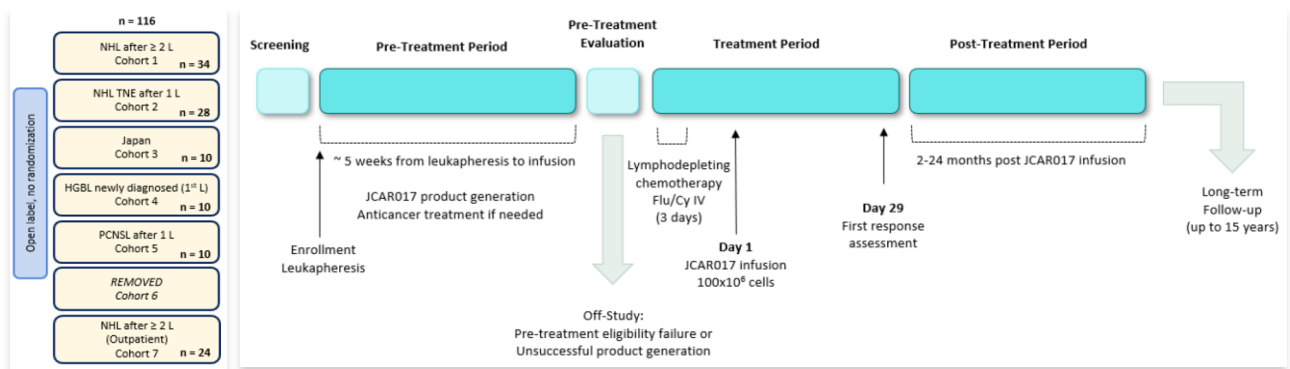 n = 116
Open label, no randomization
NHL after ≥ 2 L
Cohort 1
n = 34
NHL TNE after 1 L
Cohort 2
n = 28
Japan
Cohort 3
n = 10
HGBL newly diagnosed (1st L)
Cohort 4
n = 10
PCNSL after 1 L
Cohort 5
n = 10
REMOVED
Cohort 6
NHL after ≥ 2 L
(Outpatient)
Cohort 7
n = 24
Screening
Pre-Treatment Period
Pre-Treatment
Evaluation
Treatment Period
Post-Treatment Period
~ 5 weeks from leukapheresis to infusion
JCAR017 product generation
Anticancer treatment if needed
Enrollment
Leukapheresis
Off-Study:
Pre-treatment eligibility failure or
Unsuccessful product generation
Lymphodepleting
chemotherapy
Flu/Cy IV
(3 days)
Day 1
JCAR017 infusion
100x10⁶ cells
Day 29
First response
assessment
2-24 months post JCAR017 infusion
Long-term
Follow-up
(up to 15 years)